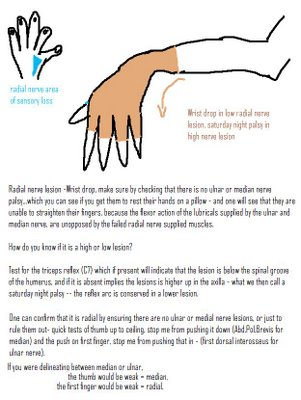 radial nerve area
of sensory loss
Wrist drop in low radial nerve
lesion, saturday night palsy in
high nerve lesion
Radial nerve lesion -Wrist drop, make sure by checking that there is no ulnar or median nerve
palsy...which you can see if you get them to rest their hands on a pillow - and one will see that they are
unable to straighten their fingers, because the flexor action of the lubricals supplied by the ulnar and
median nerve, are unopposed by the failed radial nerve supplied muscles.
How do you know if it is a high or low lesion?
Test for the triceps reflex (C7) which if present will indicate that the lesion is below the spinal groove
of the humerus, and if it is absent implies the lesions is higher up in the axilla - what we then call a
saturday night palsy -- the reflex arc is conserved in a lower lesion.
One can confirm that it is radial by ensuring there are no ulnar or medial nerve lesions, or just to
rule them out- quick tests of thumb up to ceiling, stop me from pushing it down (Abd.Pol.Brevis for
median) and the push on first finger, stop me from pushing that in - (first dorsal interosseus for
ulnar nerve).
If you were delineating between median or ulnar,
the thumb would be weak = median,
the first finger would be weak = radial.